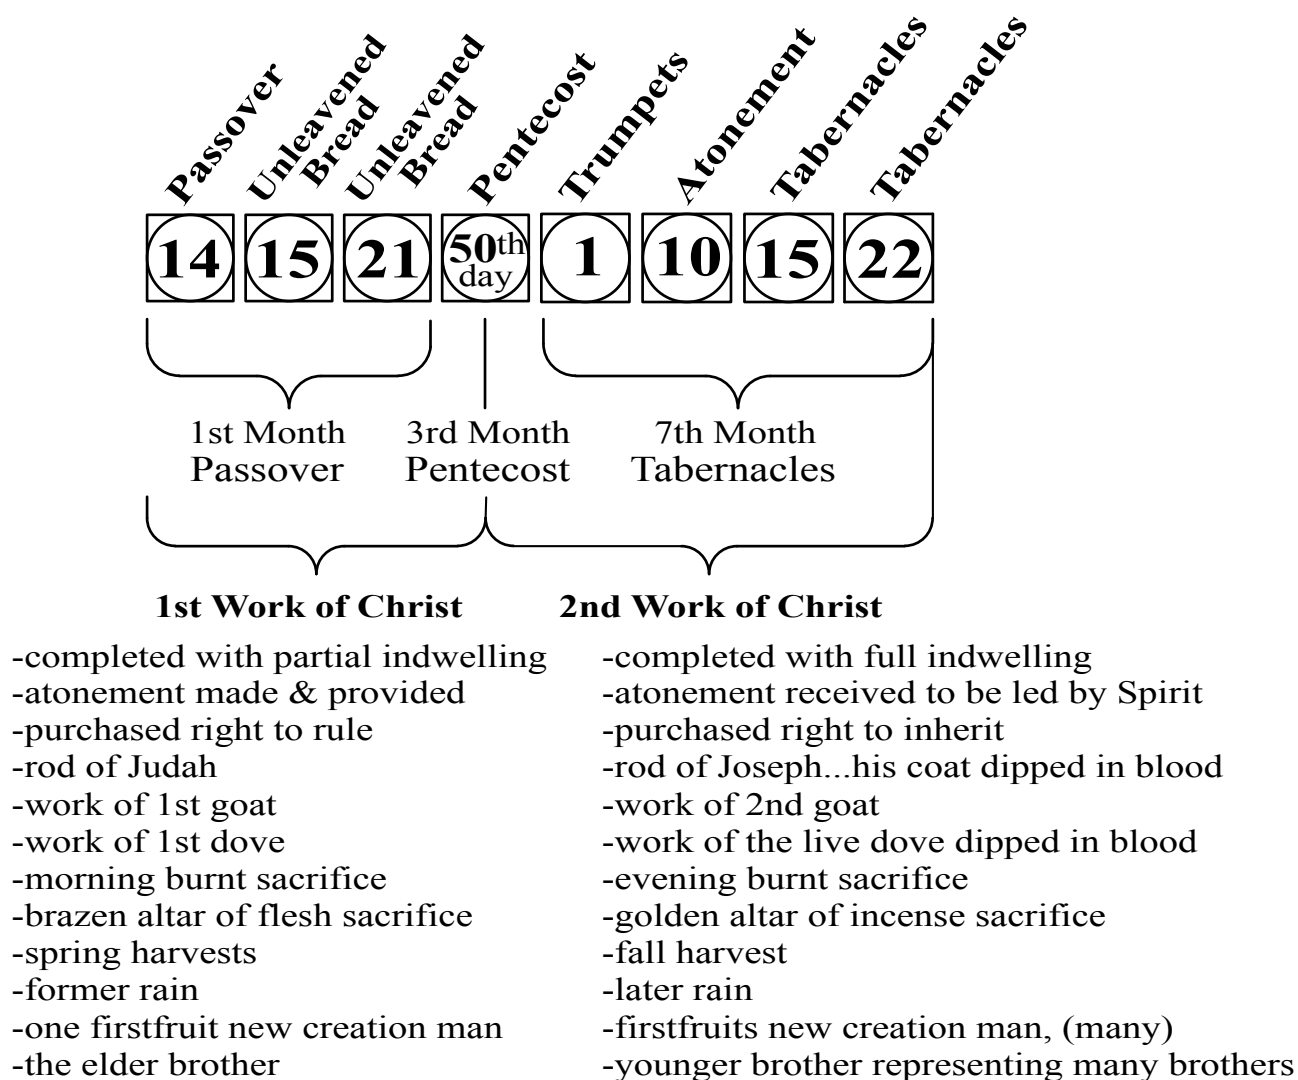 Passover
Unleavened
Bread
Unleavened
Bread
Pentecost
Trumpets
Atonement
Tabernacles
Tabernacles
14 15 21 50th 1 10 15 22
day
1st Month 3rd Month 7th Month
Passover Pentecost Tabernacles
1st Work of Christ
-completed with partial indwelling
-atonement made & provided
-purchased right to rule
-rod of Judah
-work of 1st goat
-work of 1st dove
-morning burnt sacrifice
-brazen altar of flesh sacrifice
-spring harvests
-former rain
-one firstfruit new creation man
-the elder brother
2nd Work of Christ
-completed with full indwelling
-atonement received to be led by Spirit
-purchased right to inherit
-rod of Joseph...his coat dipped in blood
-work of 2nd goat
-work of the live dove dipped in blood
-evening burnt sacrifice
-golden altar of incense sacrifice
-fall harvest
-later rain
-firstfruits new creation man, (many)
-younger brother representing many brothers